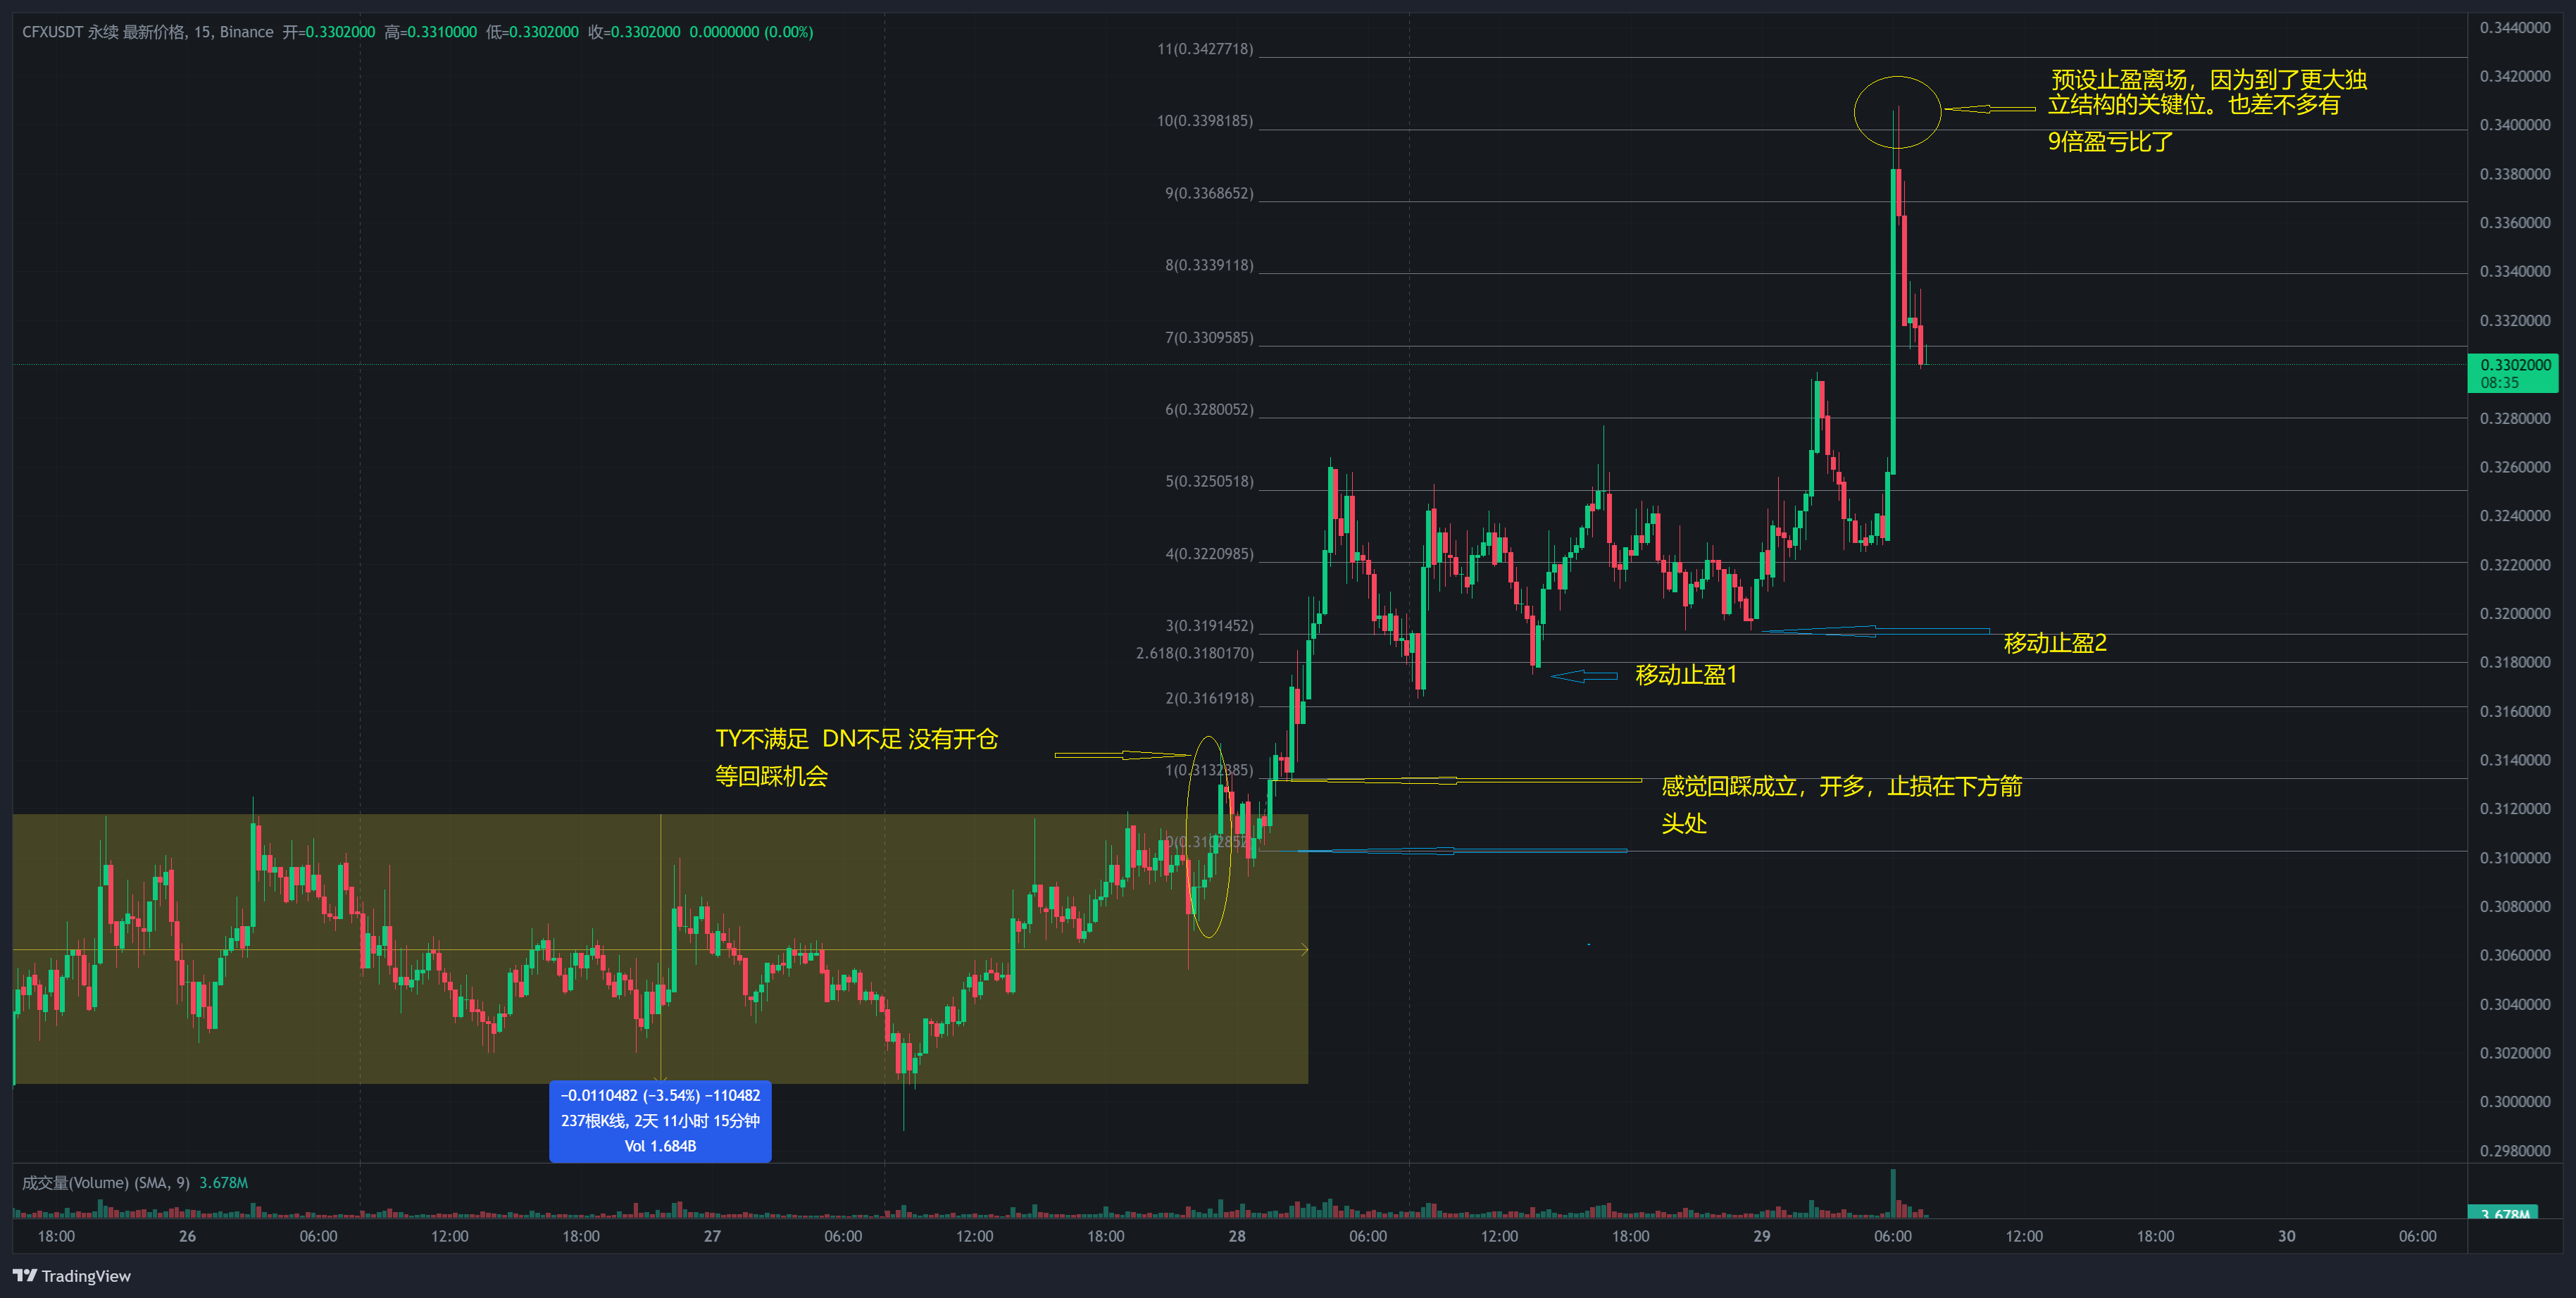 CFXUSDT 永续 最新价格, 15, Binance 开=0.3302000 高=0.3310000 低=0.3302000 收=0.3302000 0.0000000 (0.00%)
11(0.3427718)
10(0.3398185)
9(0.3368652)
8(0.3339118)
7(0.3309585)
6(0.3280052)
5(0.3250518)
4(0.3220985)
3(0.3191452)
2.618(0.3180170)
2(0.3161918)
1(0.3132385)
0(0.3102852)
预设止盈离场，因为到了更大独
立结构的关键位。也差不多有
9倍盈亏比了
移动止盈2
移动止盈1
TY不满足 DN不足 没有开仓
等回踩机会
感觉回踩成立，开多，止损在下方箭
头处
−0.0110482 (−3.54%) −110482
237根K线, 2天 11小时 15分钟
Vol 1.684B
0.3440000
0.3420000
0.3400000
0.3380000
0.3360000
0.3340000
0.3320000
0.3302000
08:35
0.3280000
0.3260000
0.3240000
0.3220000
0.3200000
0.3180000
0.3160000
0.3140000
0.3120000
0.3100000
0.3080000
0.3060000
0.3040000
0.3020000
0.3000000
0.2980000
成交量(Volume) (SMA, 9) 3.678M
3.678M
18:00 26 06:00 12:00 18:00 27 06:00 12:00 18:00 28 06:00 12:00 18:00 29 06:00 12:00 18:00 30 06:00
TradingView